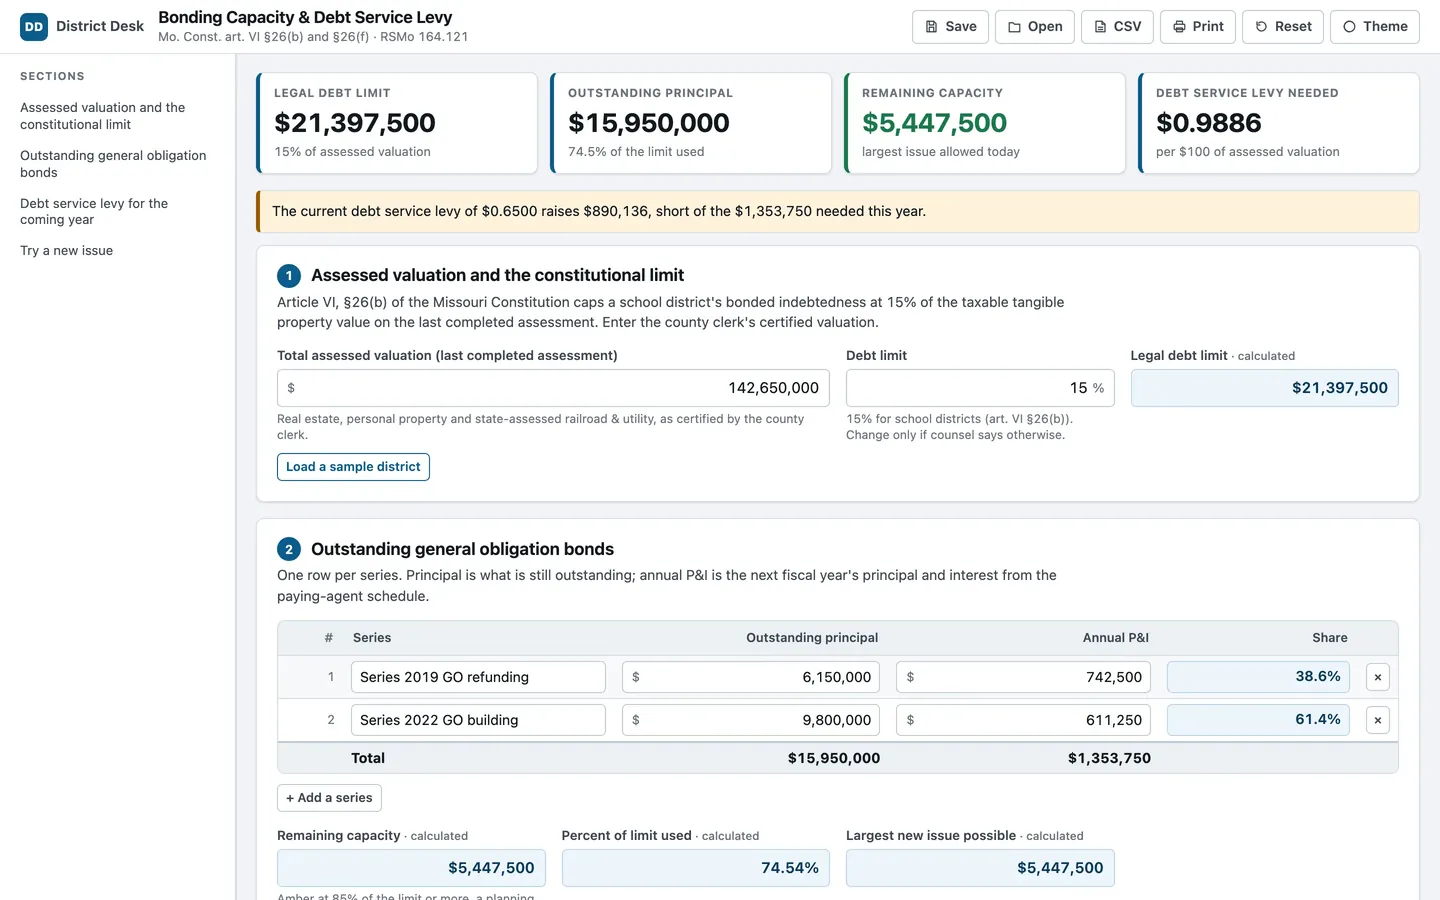 DD District Desk
Bonding Capacity & Debt Service Levy
Mo. Const. art. VI §26(b) and §26(f) · RSMo 164.121
Save
Open
CSV
Print
Reset
Theme
SECTIONS
Assessed valuation and the
constitutional limit
Outstanding general obligation
bonds
Debt service levy for the
coming year
Try a new issue
LEGAL DEBT LIMIT
$21,397,500
15% of assessed valuation
OUTSTANDING PRINCIPAL
$15,950,000
74.5% of the limit used
REMAINING CAPACITY
$5,447,500
largest issue allowed today
DEBT SERVICE LEVY NEEDED
$0.9886
per $100 of assessed valuation
The current debt service levy of $0.6500 raises $890,136, short of the $1,353,750 needed this year.
1 Assessed valuation and the constitutional limit
Article VI, §26(b) of the Missouri Constitution caps a school district's bonded indebtedness at 15% of the taxable tangible
property value on the last completed assessment. Enter the county clerk's certified valuation.
Total assessed valuation (last completed assessment)
$ 142,650,000
Real estate, personal property and state-assessed railroad & utility, as certified by the county
clerk.
Debt limit
15 %
15% for school districts (art. VI §26(b)).
Change only if counsel says otherwise.
Legal debt limit · calculated
$21,397,500
Load a sample district
2 Outstanding general obligation bonds
One row per series. Principal is what is still outstanding; annual P&I is the next fiscal year's principal and interest from the
paying-agent schedule.
# Series Outstanding principal Annual P&I Share
1 Series 2019 GO refunding $ 6,150,000 $ 742,500 38.6% ×
2 Series 2022 GO building $ 9,800,000 $ 611,250 61.4% ×
Total $15,950,000 $1,353,750
+ Add a series
Remaining capacity · calculated
$5,447,500
Amber at 85% of the limit or more, a planning
Percent of limit used · calculated
74.54%
Largest new issue possible · calculated
$5,447,500